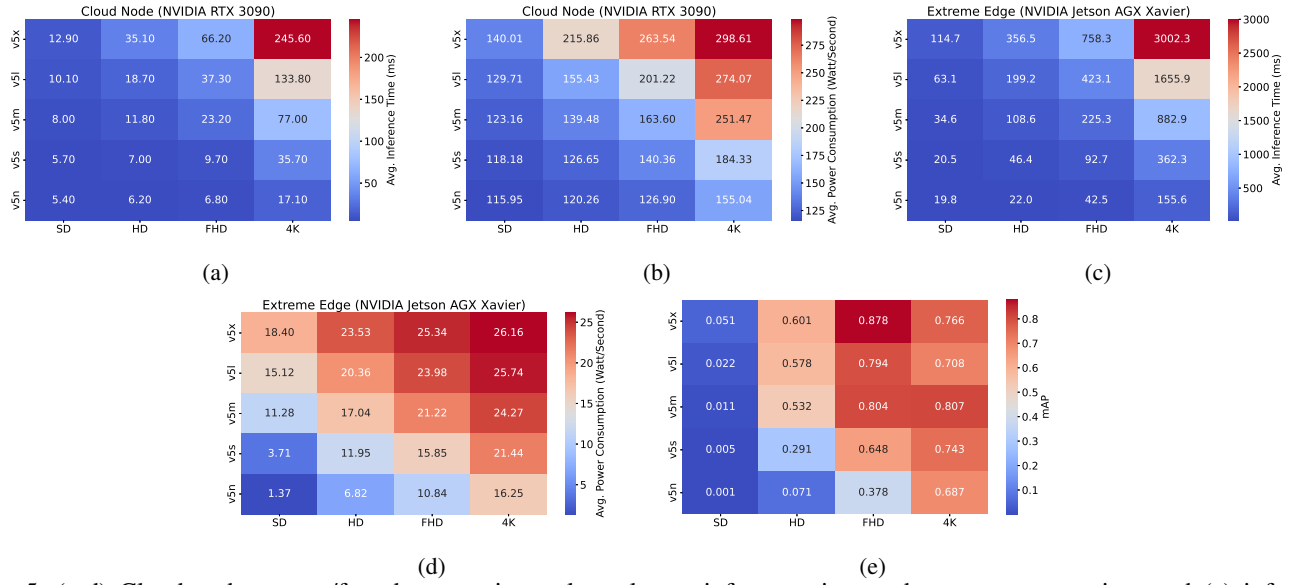 Cloud Node (NVIDIA RTX 3090)
v5x 12.90 35.10 66.20 245.60
v5l 10.10 18.70 37.30 133.80
v5m 8.00 11.80 23.20 77.00
v5s 5.70 7.00 9.70 35.70
v5n 5.40 6.20 6.80 17.10
SD HD FHD 4K
200
150
100
50
Avg. Inference Time (ms)
(a)
Cloud Node (NVIDIA RTX 3090)
v5x 140.01 215.86 263.54 298.61
v5l 129.71 155.43 201.22 274.07
v5m 123.16 139.48 163.60 251.47
v5s 118.18 126.65 140.36 184.33
v5n 115.95 120.26 126.90 155.04
SD HD FHD 4K
275
250
225
200
175
150
125
Avg. Power Consumption (Watt/Second)
(b)
Extreme Edge (NVIDIA Jetson AGX Xavier)
v5x 114.7 356.5 758.3 3002.3
v5l 63.1 199.2 423.1 1655.9
v5m 34.6 108.6 225.3 882.9
v5s 20.5 46.4 92.7 362.3
v5n 19.8 22.0 42.5 155.6
SD HD FHD 4K
3000
2500
2000
1500
1000
500
Avg. Inference Time (ms)
(c)
Extreme Edge (NVIDIA Jetson AGX Xavier)
v5x 18.40 23.53 25.34 26.16
v5l 15.12 20.36 23.98 25.74
v5m 11.28 17.04 21.22 24.27
v5s 3.71 11.95 15.85 21.44
v5n 1.37 6.82 10.84 16.25
SD HD FHD 4K
25
20
15
10
5
Avg. Power Consumption (Watt/Second)
(d)
v5x 0.051 0.601 0.878 0.766
v5l 0.022 0.578 0.794 0.708
v5m 0.011 0.532 0.804 0.807
v5s 0.005 0.291 0.648 0.743
v5n 0.001 0.071 0.378 0.687
SD HD FHD 4K
0.8
0.7
0.6
0.5
0.4
0.3
0.2
0.1
mAP
(e)